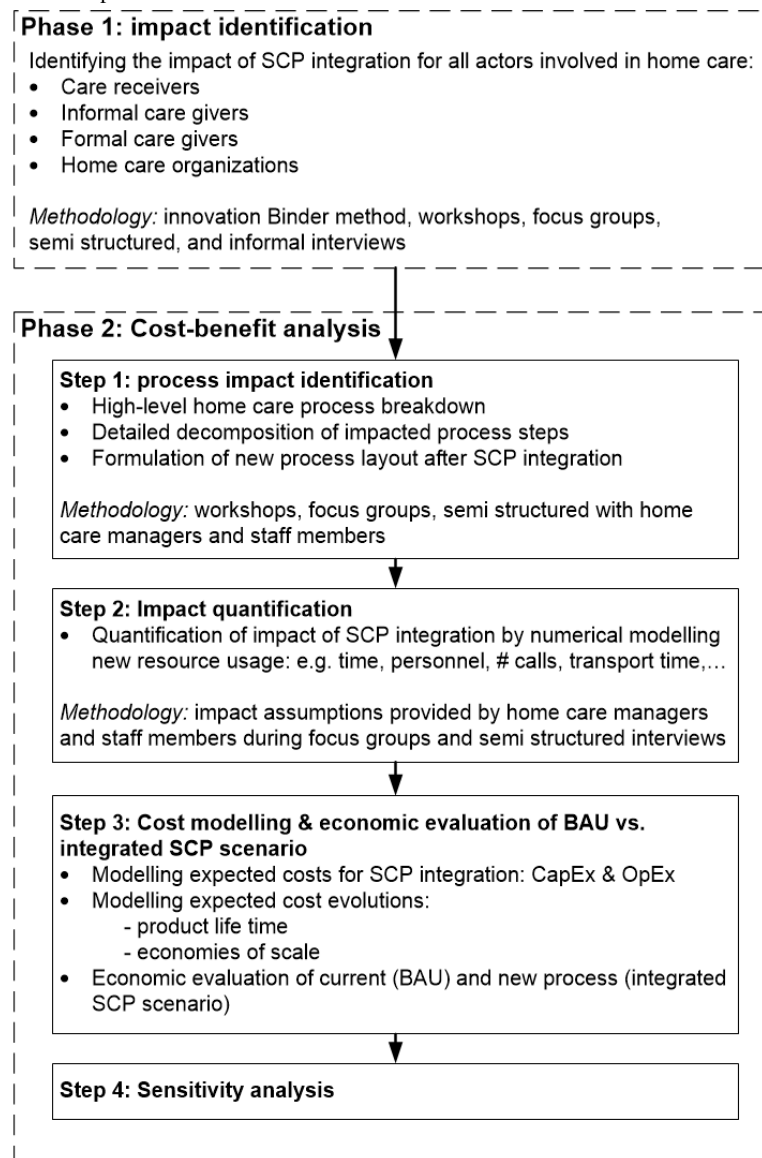 Phase 1: impact identification
Identifying the impact of SCP integration for all actors involved in home care:
• Care receivers
• Informal care givers
• Formal care givers
• Home care organizations
Methodology: innovation Binder method, workshops, focus groups,
semi structured, and informal interviews
Phase 2: Cost-benefit analysis
Step 1: process impact identification
• High-level home care process breakdown
• Detailed decomposition of impacted process steps
• Formulation of new process layout after SCP integration
Methodology: workshops, focus groups, semi structured with home
care managers and staff members
Step 2: Impact quantification
• Quantification of impact of SCP integration by numerical modelling
new resource usage: e.g. time, personnel, # calls, transport time,…
Methodology: impact assumptions provided by home care managers
and staff members during focus groups and semi structured interviews
Step 3: Cost modelling & economic evaluation of BAU vs.
integrated SCP scenario
• Modelling expected costs for SCP integration: CapEx & OpEx
• Modelling expected cost evolutions:
- product life time
- economies of scale
• Economic evaluation of current (BAU) and new process (integrated
SCP scenario)
Step 4: Sensitivity analysis